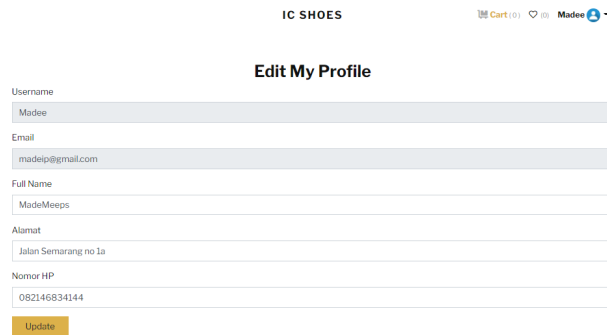 IC SHOES
Cart (0) (0) Madee
Edit My Profile
Username
Madee
Email
madeip@gmail.com
Full Name
MadeMeeps
Alamat
Jalan Semarang no 1a
Nomor HP
082146834144
Update